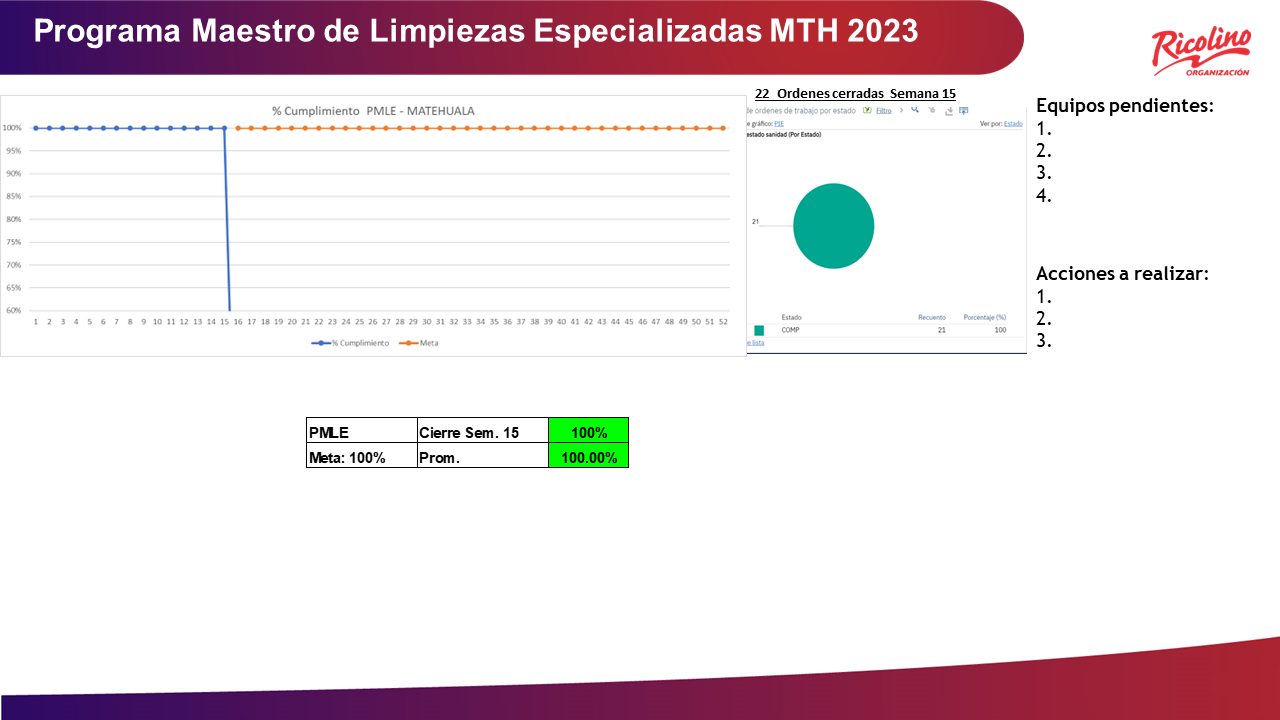 Programa Maestro de Limpiezas Especializadas MTH 2023
Ricolino
ORGANIZACIÓN
% Cumplimiento PMLE - MATEHUALA
100%
95%
90%
85%
80%
75%
70%
65%
60%
1 2 3 4 5 6 7 8 9 10 11 12 13 14 15 16 17 18 19 20 21 22 23 24 25 26 27 28 29 30 31 32 33 34 35 36 37 38 39 40 41 42 43 44 45 46 47 48 49 50 51 52
% Cumplimiento Meta
22 Ordenes cerradas Semana 15
de ordenes de trabajo por estado Filtro
e gráfico: PIE Ver por: Estado
estado sanidad (Por Estado)
21
Estado Recuento Porcentaje (%)
COMP 21 100
e lista
Equipos pendientes:
1.
2.
3.
4.
Acciones a realizar:
1.
2.
3.
PMLE Cierre Sem. 15 100%
Meta: 100% Prom. 100.00%